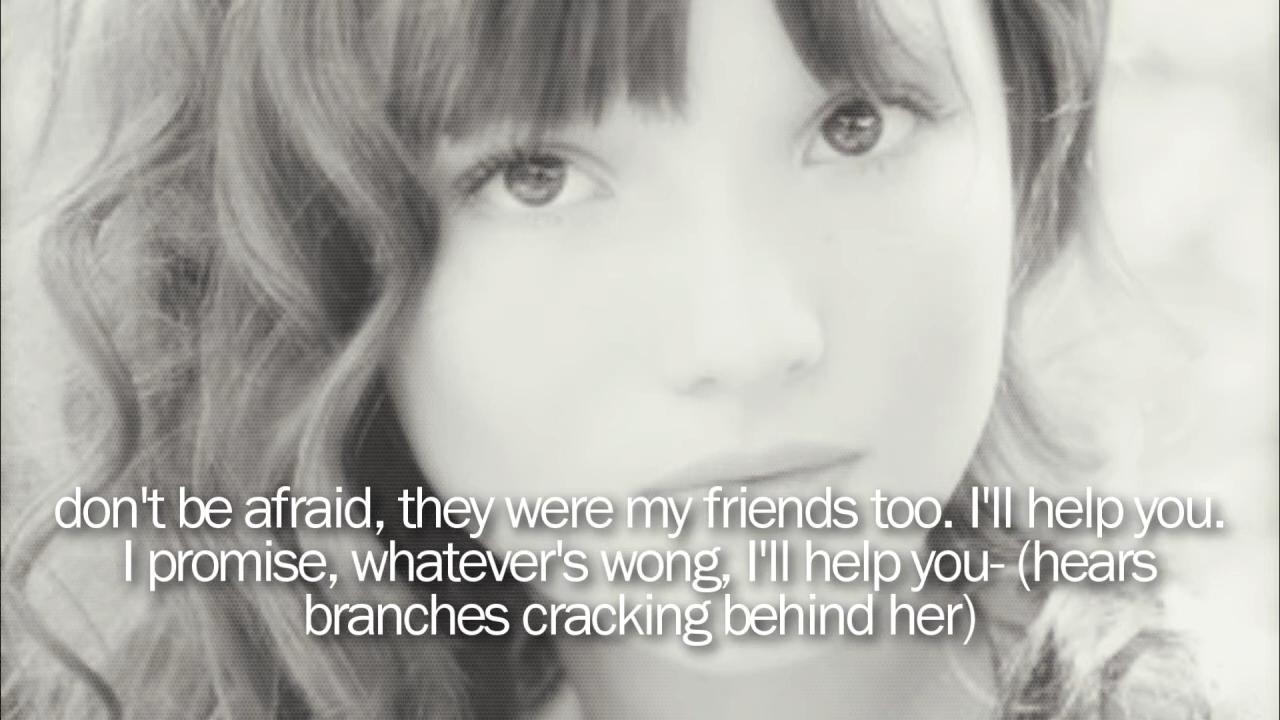 don't be afraid, they were my friends too. I'll help you.
I promise, whatever's wong, I'll help you- (hears
branches cracking behind her)